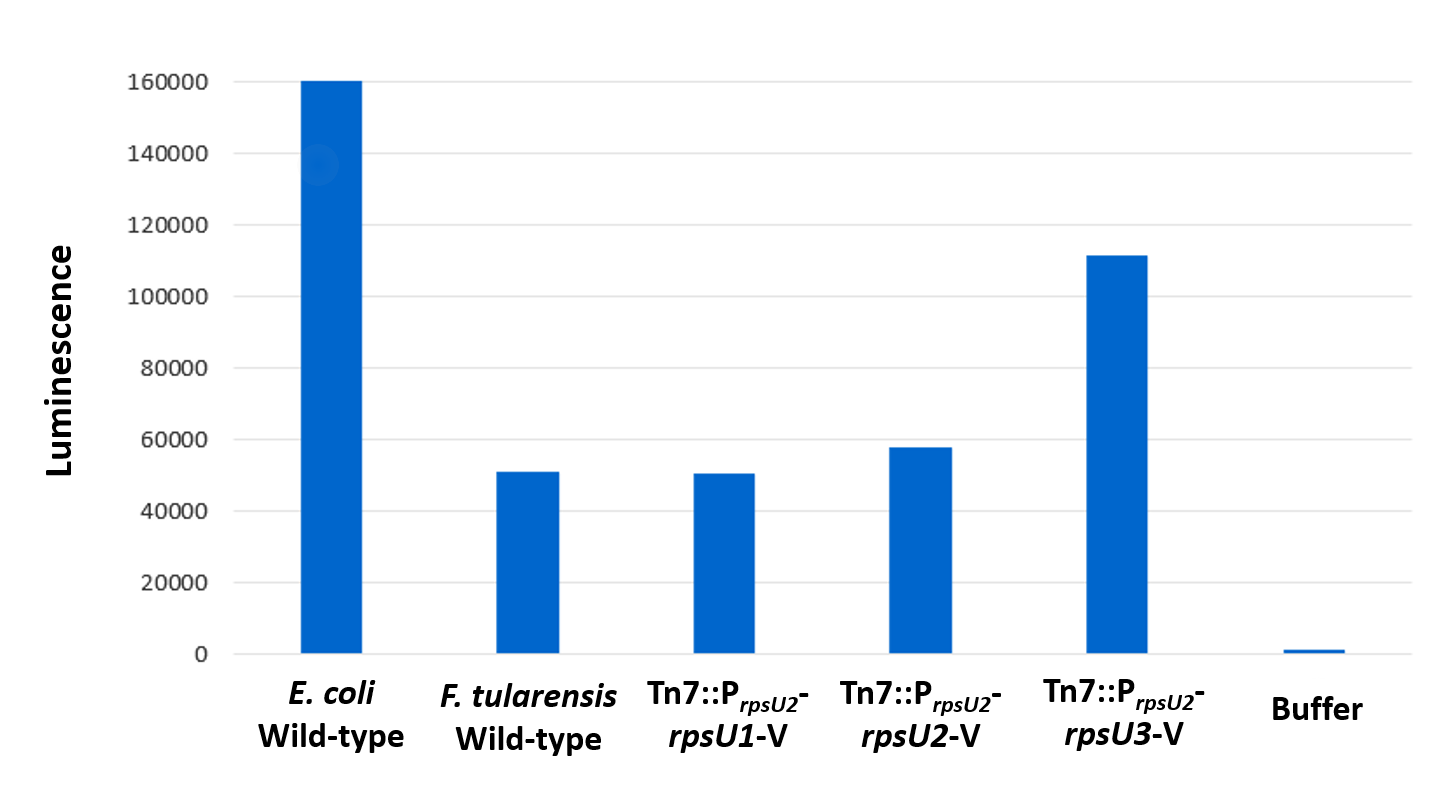 160000
140000
120000
100000
80000
60000
40000
20000
0
Luminescence
E. coli
Wild-type
F. tularensis
Wild-type
Tn7::PrpsU2-
rpsU1-V
Tn7::PrpsU2-
rpsU2-V
Tn7::PrpsU2-
rpsU3-V
Buffer